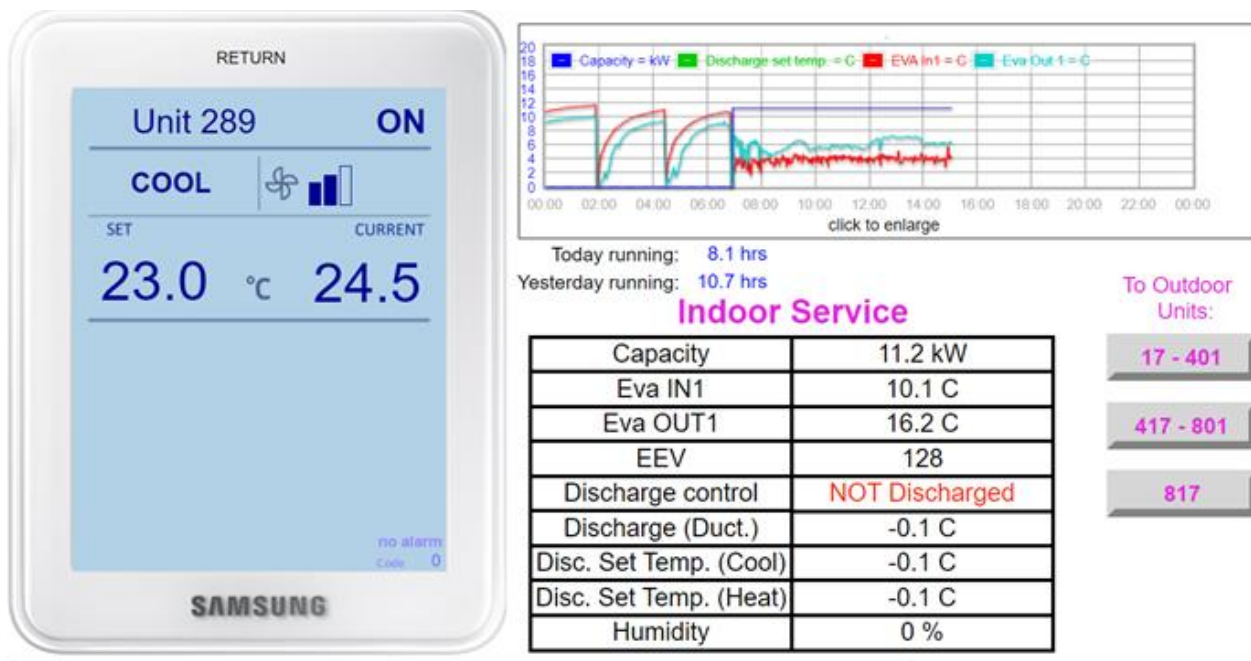 RETURN
Unit 289 ON
COOL
SET CURRENT
23.0 °C 24.5
no alarm
Code 0
SAMSUNG
20
18
16
14
12
10
8
6
4
2
0
Capacity = kW Discharge set temp. = C EVA In1 = C Eva Out 1 = C
00:00 02:00 04:00 06:00 08:00 10:00 12:00 14:00 16:00 18:00 20:00 22:00 00:00
click to enlarge
Today running: 8.1 hrs
Yesterday running: 10.7 hrs
Indoor Service
Capacity 11.2 kW
Eva IN1 10.1 C
Eva OUT1 16.2 C
EEV 128
Discharge control NOT Discharged
Discharge (Duct.) -0.1 C
Disc. Set Temp. (Cool) -0.1 C
Disc. Set Temp. (Heat) -0.1 C
Humidity 0 %
To Outdoor
Units:
17 - 401
417 - 801
817